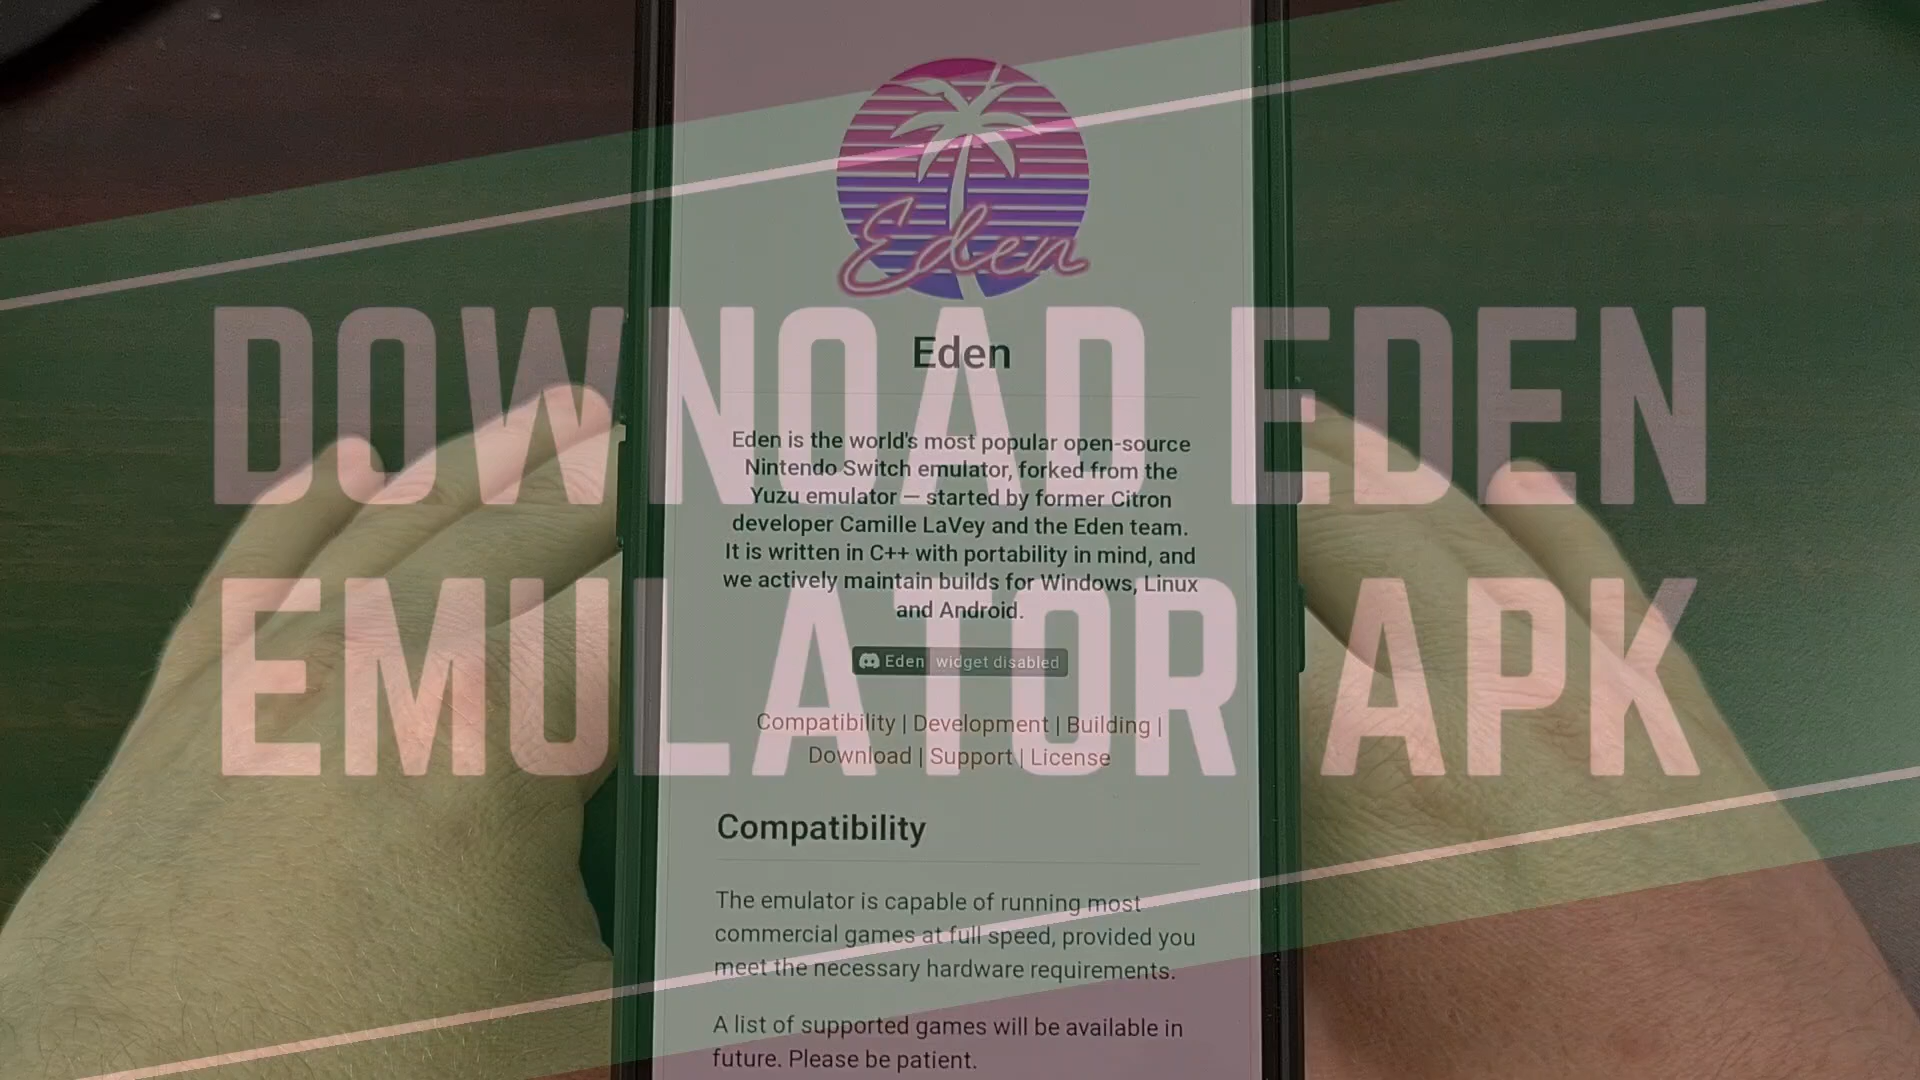 Eden
DOWNOAD EDEN
EMULATOR APK
Eden
Eden is the world's most popular open-source
Nintendo Switch emulator, forked from the
Yuzu emulator — started by former Citron
developer Camille LaVey and the Eden team.
It is written in C++ with portability in mind, and
we actively maintain builds for Windows, Linux
and Android.
Eden widget disabled
Compatibility | Development | Building |
Download | Support | License
Compatibility
The emulator is capable of running most
commercial games at full speed, provided you
meet the necessary hardware requirements.
A list of supported games will be available in
future. Please be patient.